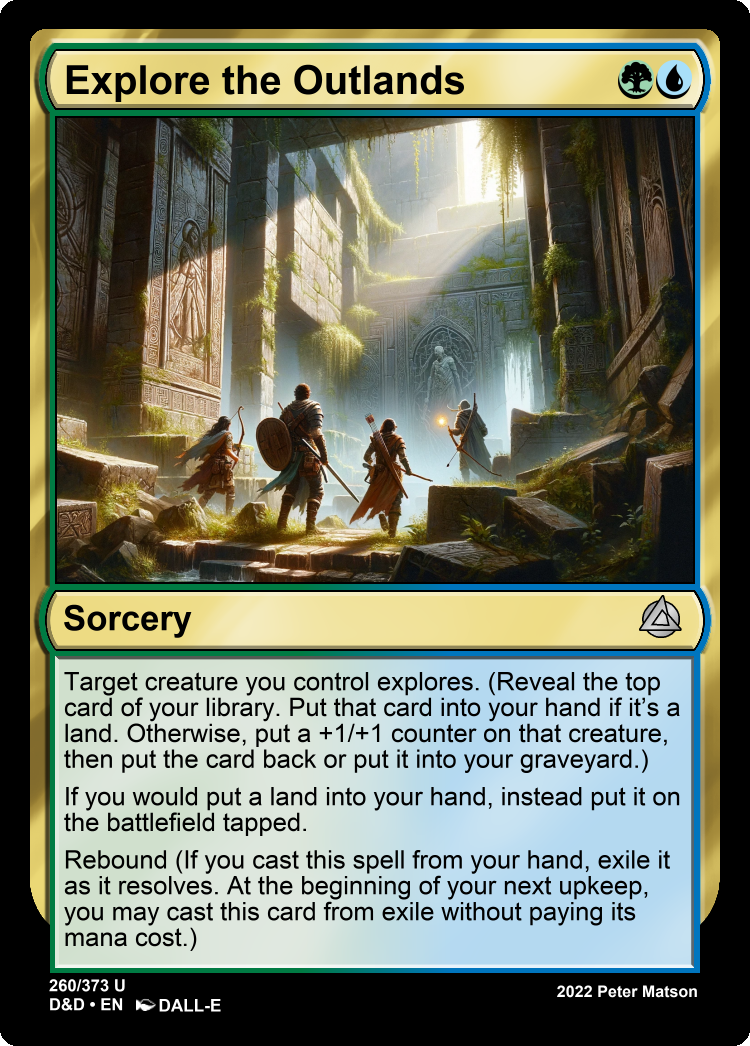 Explore the Outlands
Sorcery
Target creature you control explores. (Reveal the top
card of your library. Put that card into your hand if it's a
land. Otherwise, put a +1/+1 counter on that creature,
then put the card back or put it into your graveyard.)
If you would put a land into your hand, instead put it on
the battlefield tapped.
Rebound (If you cast this spell from your hand, exile it
as it resolves. At the beginning of your next upkeep,
you may cast this card from exile without paying its
mana cost.)
260/373 U
D&D • EN DALL-E
2022 Peter Matson